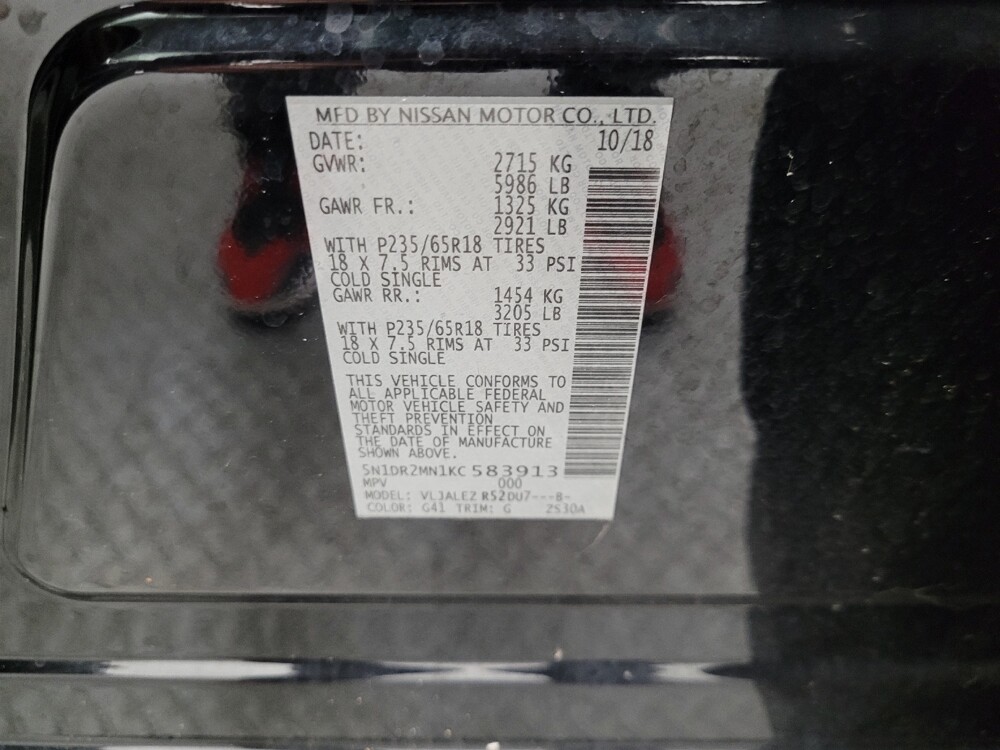 MFD BY NISSAN MOTOR CO., LTD.
DATE: 10/18
GVWR: 2715 KG
5986 LB
GAWR FR.: 1325 KG
2921 LB
WITH P235/65R18 TIRES
18 X 7.5 RIMS AT 33 PSI
COLD SINGLE
GAWR RR.: 1454 KG
3205 LB
WITH P235/65R18 TIRES
18 X 7.5 RIMS AT 33 PSI
COLD SINGLE
THIS VEHICLE CONFORMS TO
ALL APPLICABLE FEDERAL
MOTOR VEHICLE SAFETY AND
THEFT PREVENTION
STANDARDS IN EFFECT ON
THE DATE OF MANUFACTURE
SHOWN ABOVE.
5N1DR2MN1KC583913
MPV 000
MODEL: VLJALEZ R52DU7---8-
COLOR: G41 TRIM: G ZS30A